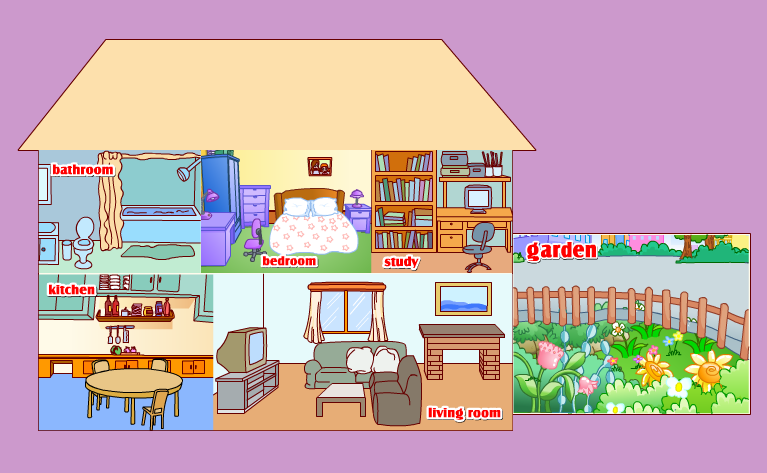 bathroom
bedroom
study
garden
kitchen
living room